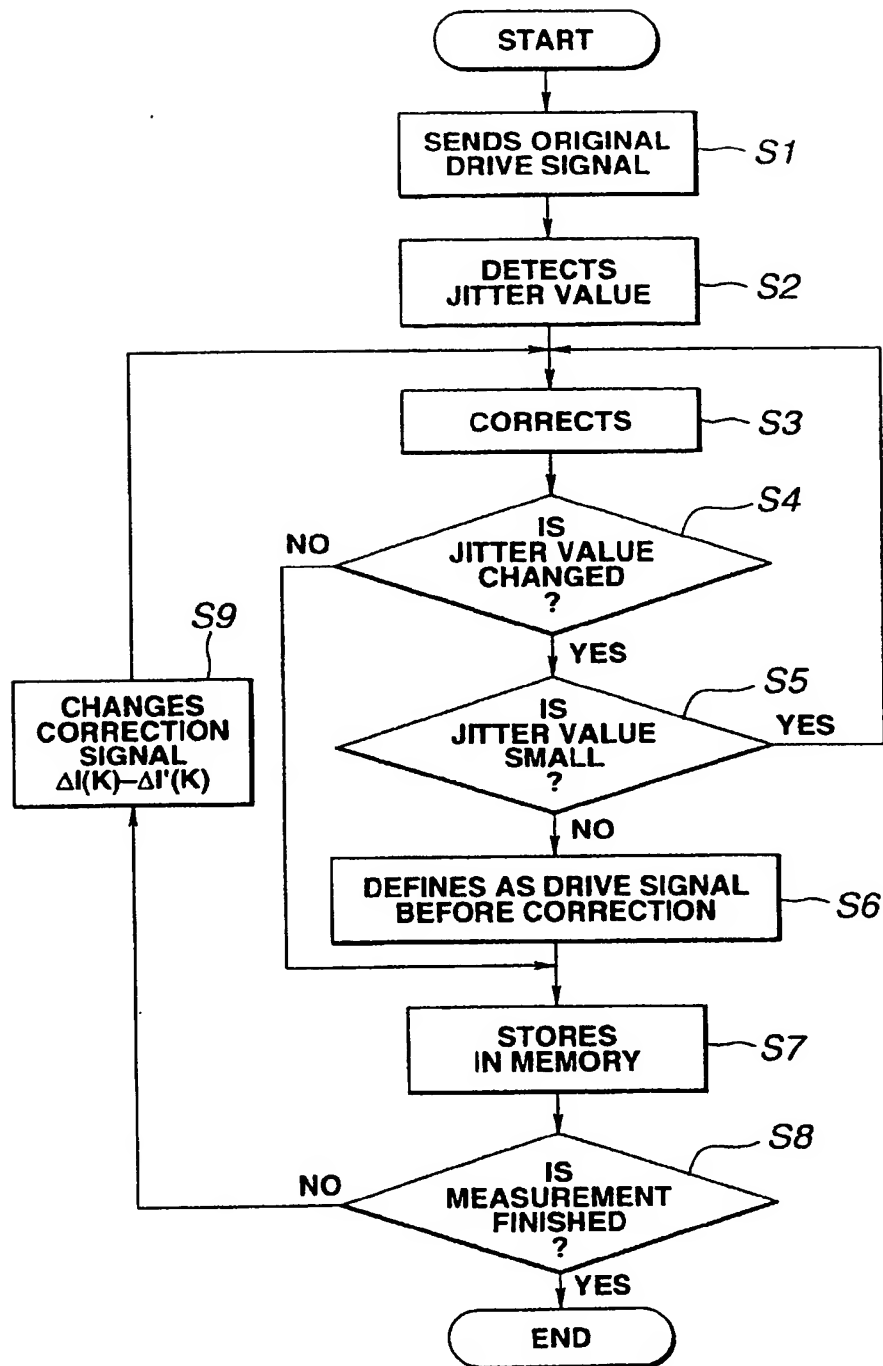 START
SENDS ORIGINAL
DRIVE SIGNAL
S1
DETECTS
JITTER VALUE
S2
CORRECTS
S3
S4
IS
JITTER VALUE
CHANGED
?
NO
YES
S9
CHANGES
CORRECTION
SIGNAL
ΔI(K)–ΔI'(K)
S5
IS
JITTER VALUE
SMALL
?
YES
NO
DEFINES AS DRIVE SIGNAL
BEFORE CORRECTION
S6
STORES
IN MEMORY
S7
S8
IS
MEASUREMENT
FINISHED
?
NO
YES
END